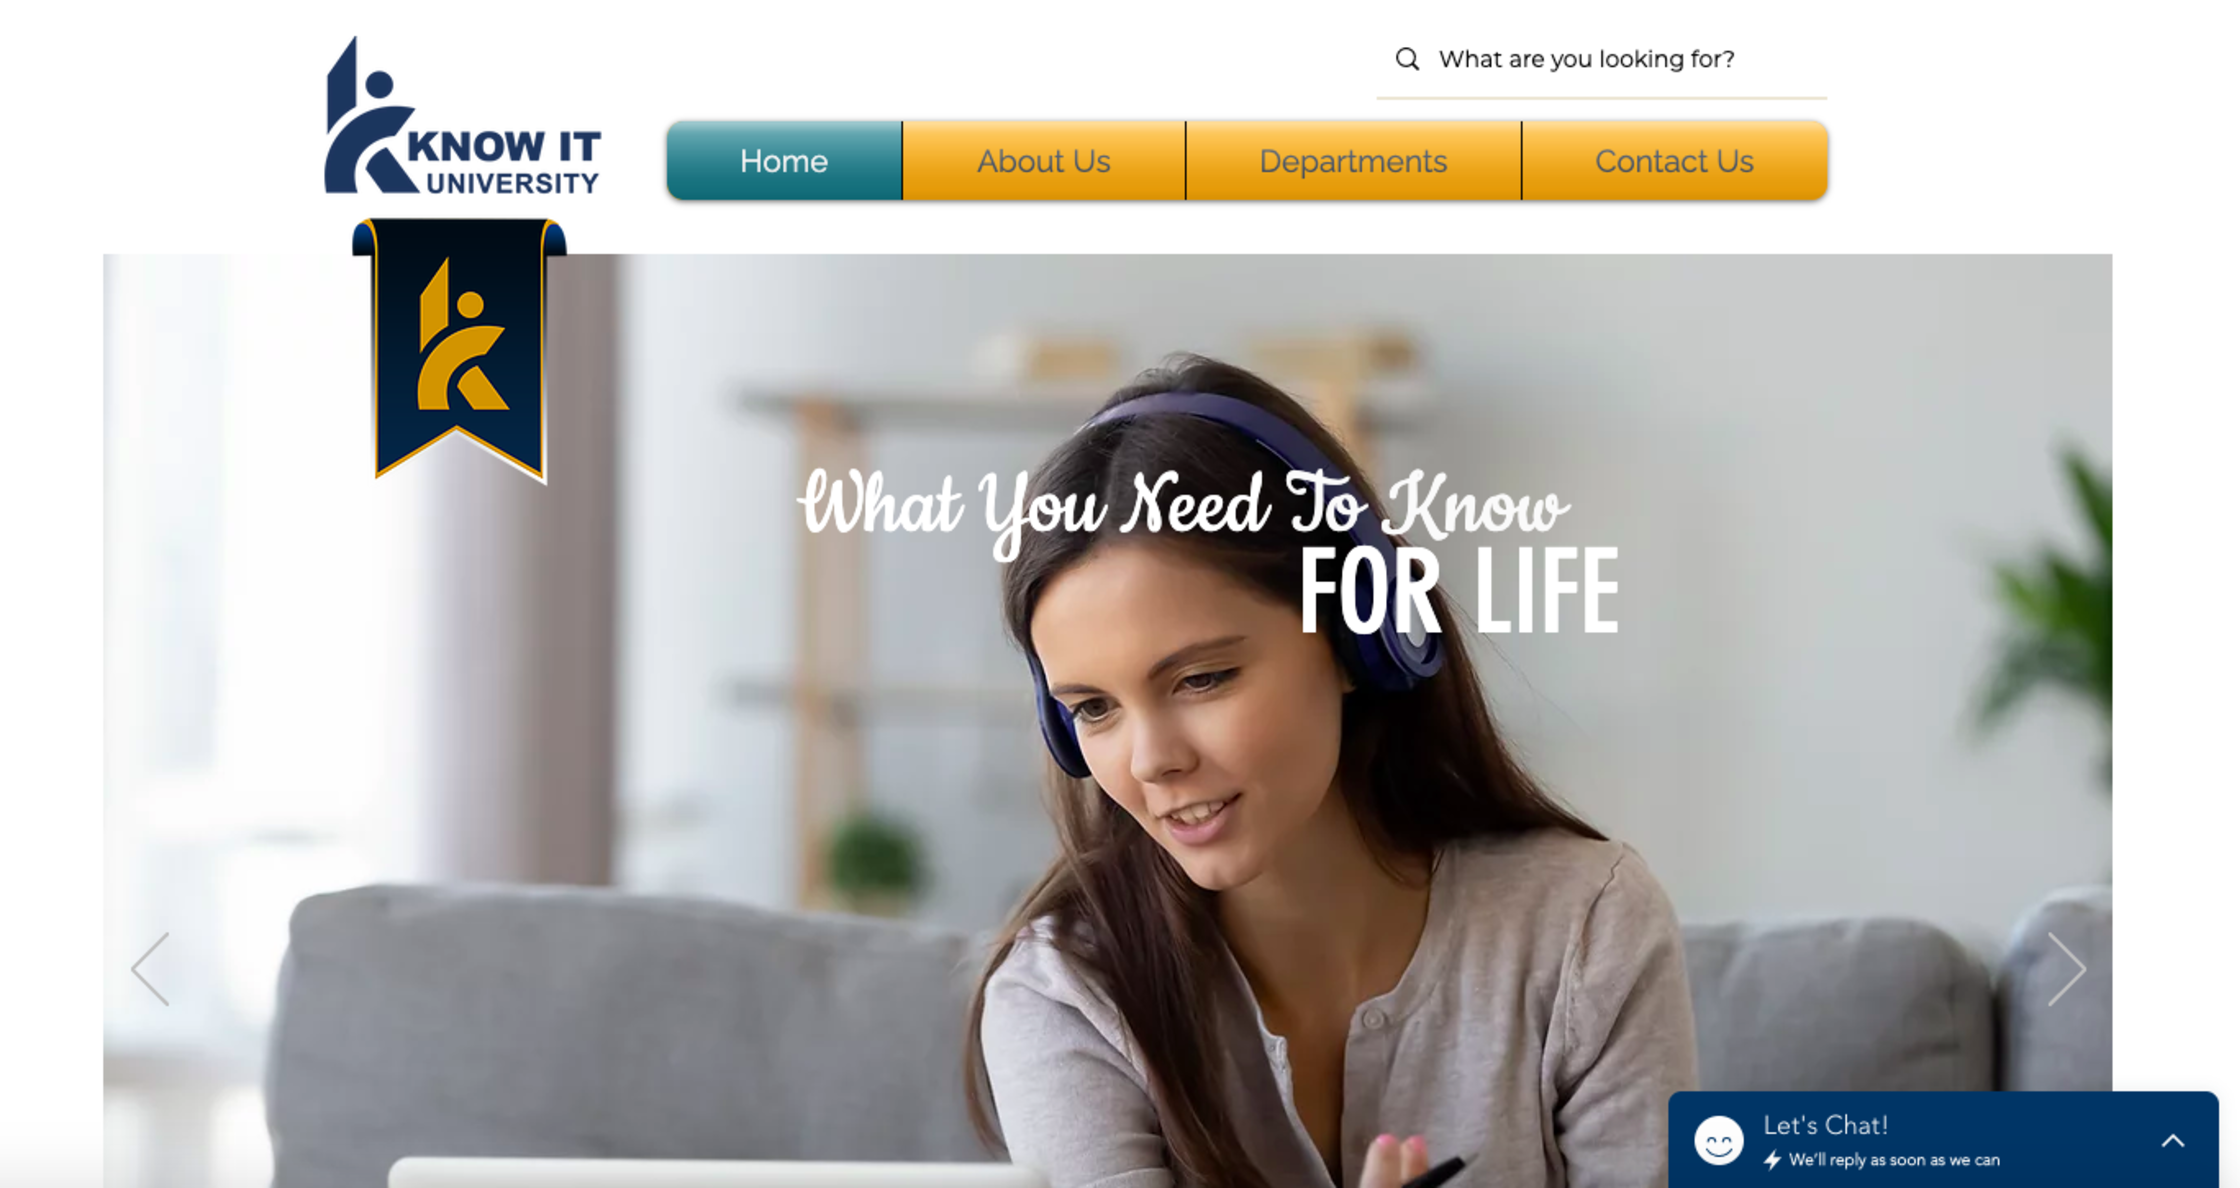 What are you looking for?
KNOW IT
UNIVERSITY
Home
About Us
Departments
Contact Us
What You Need To Know
FOR LIFE
Let's Chat!
We'll reply as soon as we can